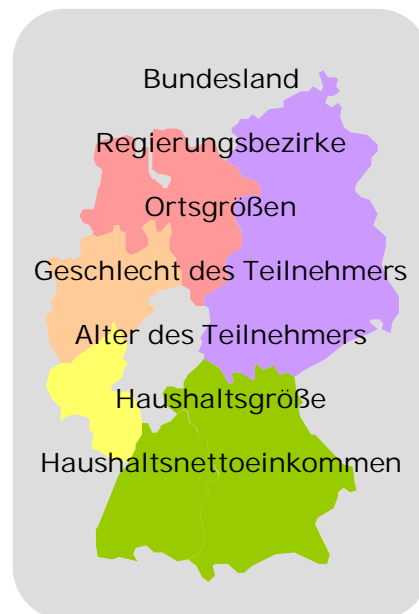 Bundesland
Regierungsbezirke
Ortsgrößen
Geschlecht des Teilnehmers
Alter des Teilnehmers
Haushaltsgröße
Haushaltsnettoeinkommen